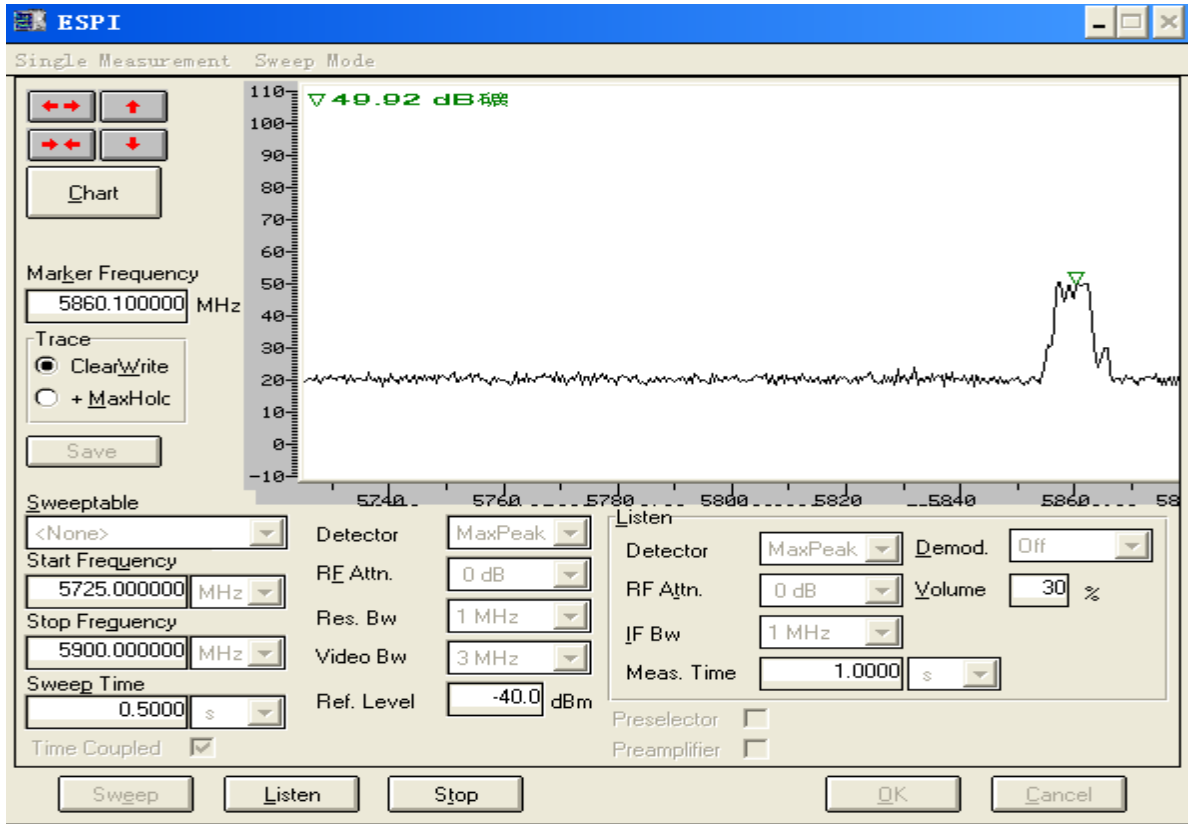 ESPI
Single Measurement Sweep Mode
110
▽49.92 dB礦
100
90
80
70
60
50
40
30
20
10
0
-10
5740 5760 5780 5800 5820 5840 5860 58
Chart
Marker Frequency
5860.100000 MHz
Trace
ClearWrite
+ MaxHolc
Save
Sweeptable
<None>
Start Frequency
5725.000000 MHz
Stop Freguency
5900.000000 MHz
Sweep Time
0.5000 s
Time Coupled
Detector MaxPeak
RF Attn. 0 dB
Res. Bw 1 MHz
Video Bw 3 MHz
Ref. Level -40.0 dBm
Listen
Detector MaxPeak Demod. Off
RF Attn. 0 dB Volume 30 %
IF Bw 1 MHz
Meas. Time 1.0000 s
Preselector
Preamplifier
Sweep Listen Stop OK Cancel